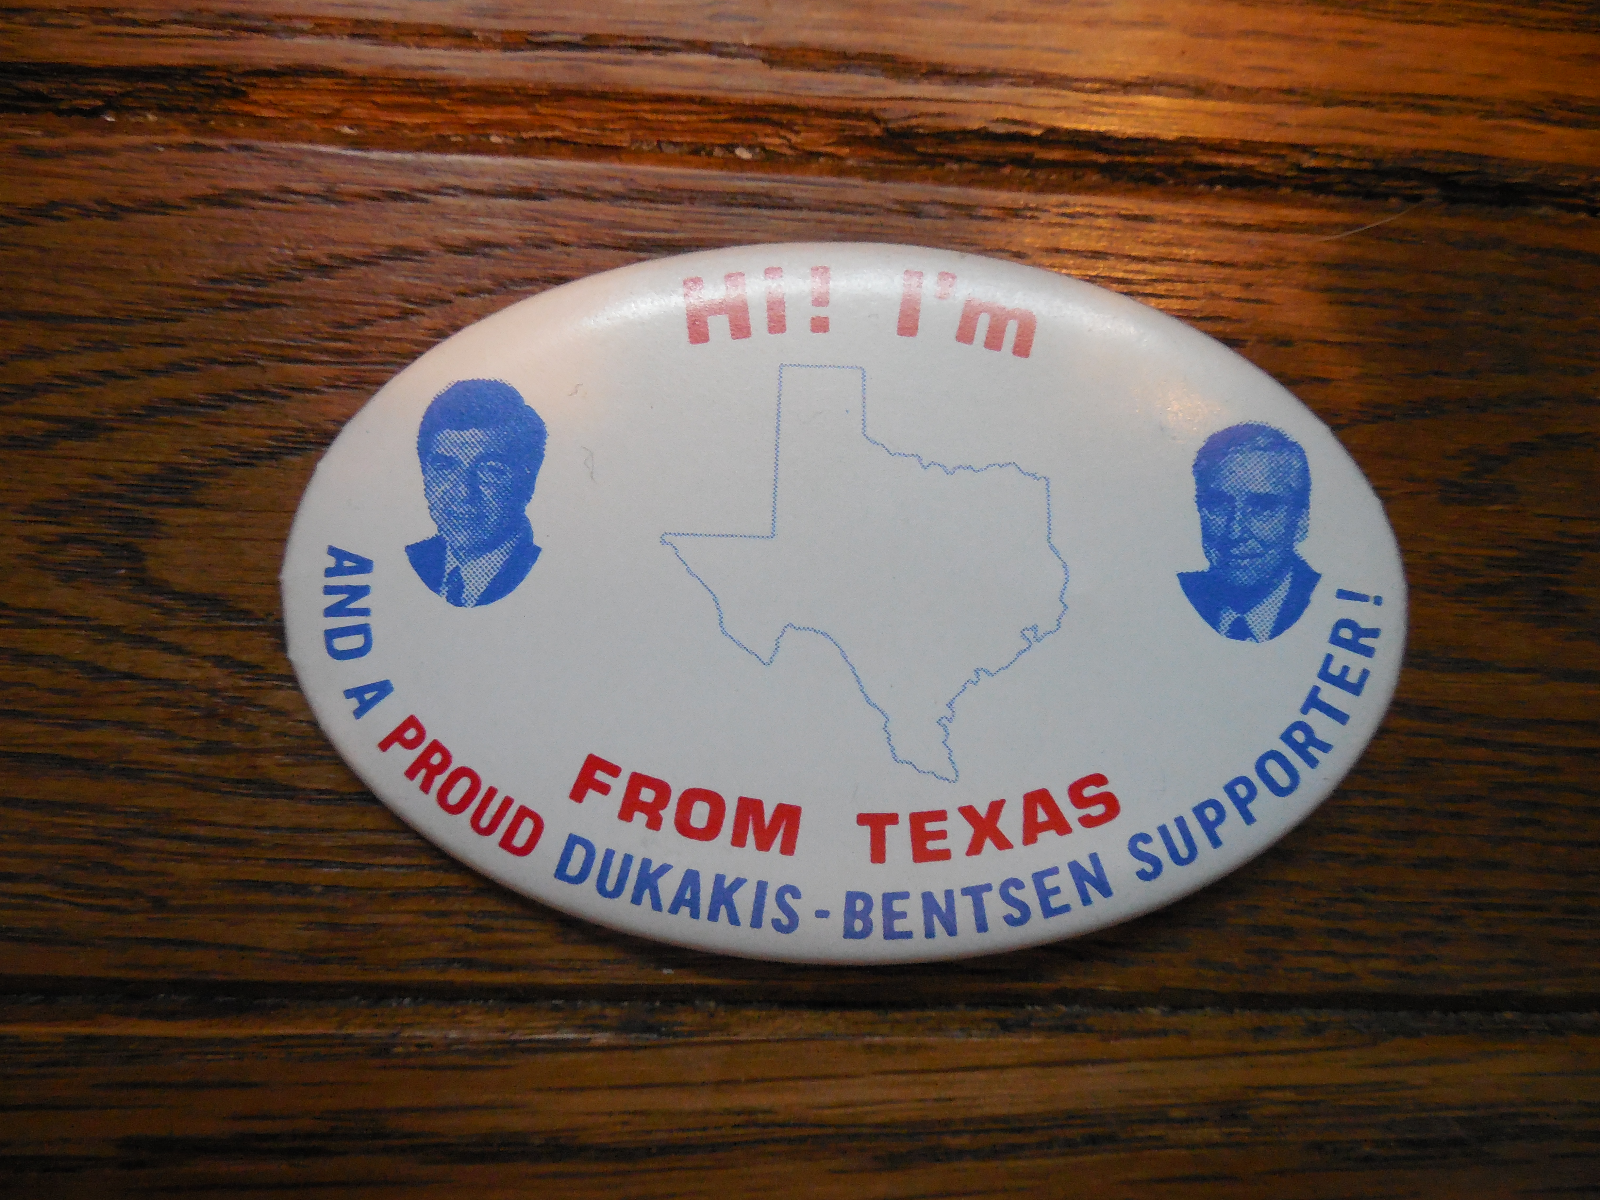 Hi! I'm
FROM TEXAS
AND A PROUD DUKAKIS-BENTSEN SUPPORTER!